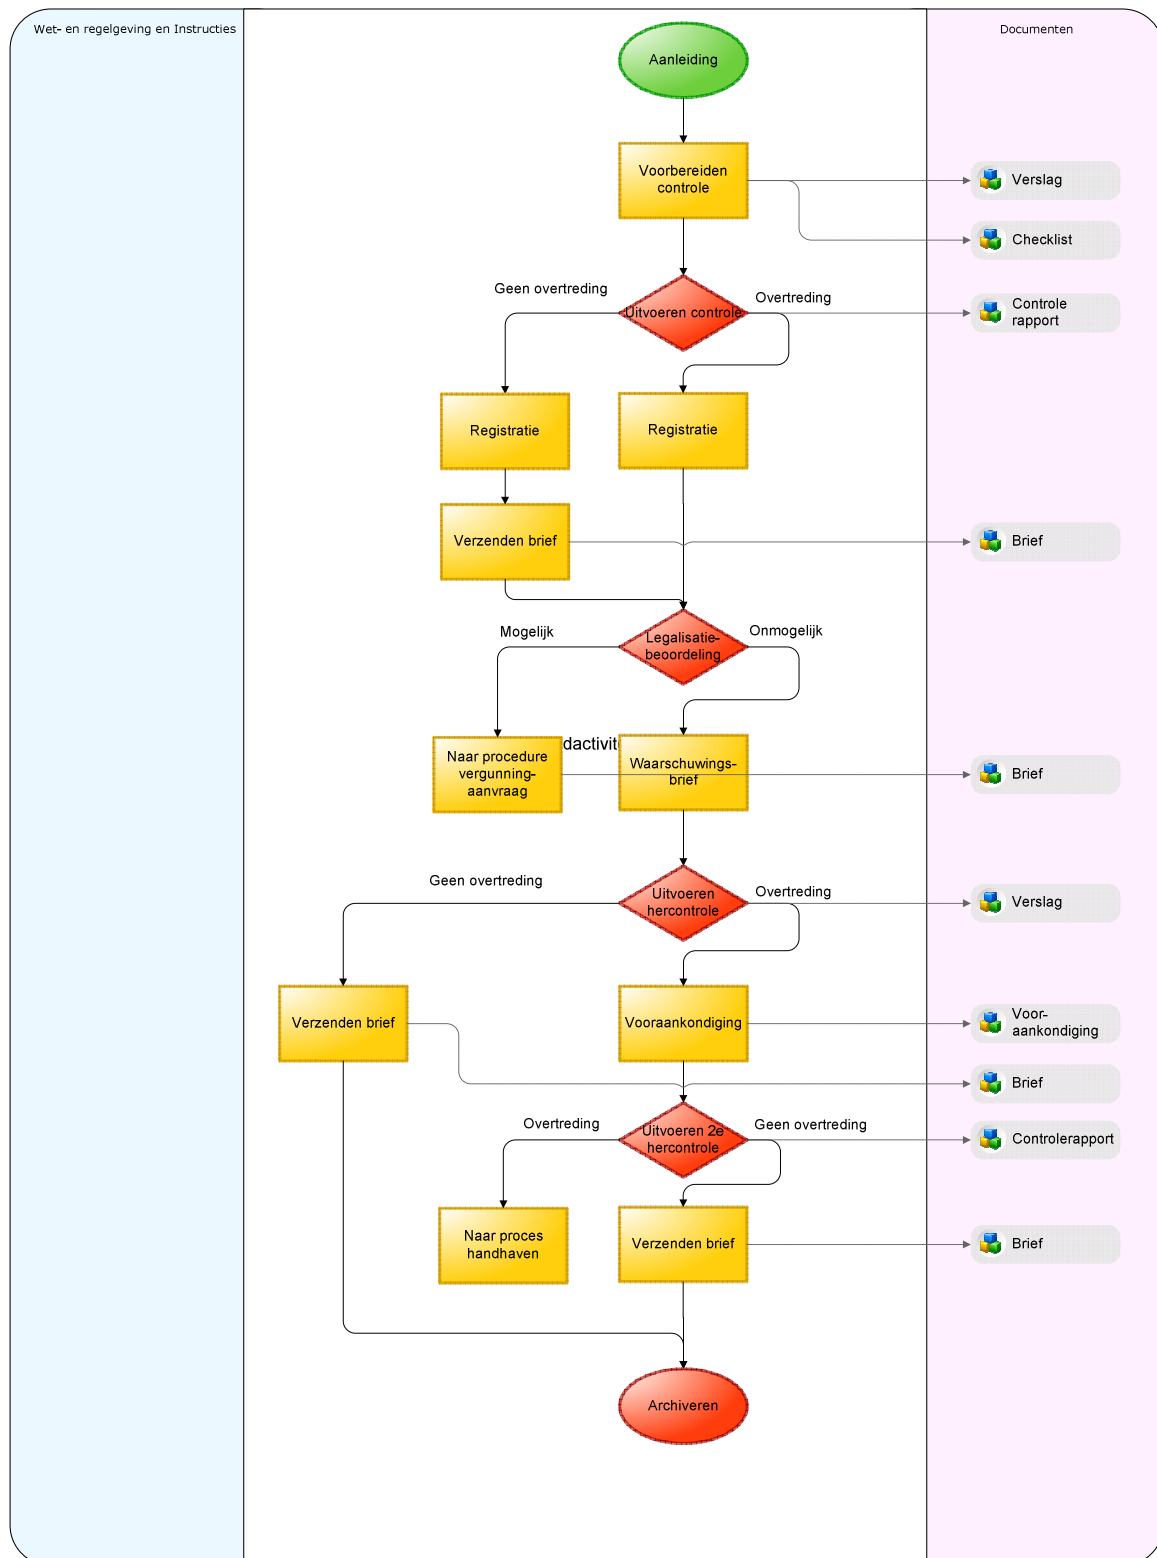 Wet- en regelgeving en Instructies
Documenten
Aanleiding
Voorbereiden
controle
Verslag
Checklist
Geen overtreding
Overtreding
Uitvoeren controle
Controle
rapport
Registratie
Registratie
Verzenden brief
Brief
Mogelijk
Onmogelijk
Legalisatie-
beoordeling
Naar procedure
vergunning-
aanvraag
dactivit
Waarschuwings-
brief
Brief
Geen overtreding
Overtreding
Uitvoeren
hercontrole
Verslag
Verzenden brief
Vooraankondiging
Voor-
aankondiging
Brief
Overtreding
Geen overtreding
Uitvoeren 2e
hercontrole
Controlerapport
Naar proces
handhaven
Verzenden brief
Brief
Archiveren